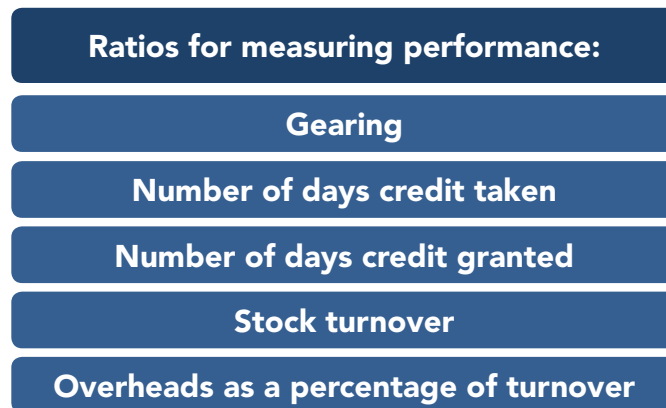 Ratios for measuring performance:
Gearing
Number of days credit taken
Number of days credit granted
Stock turnover
Overheads as a percentage of turnover